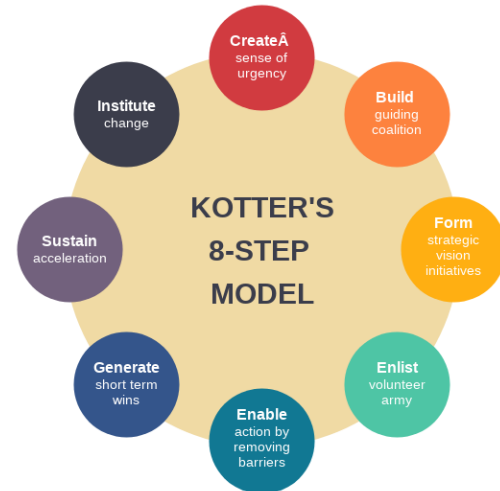 CreateÂ
sense of
urgency
Build
guiding
coalition
Form
strategic
vision
initiatives
Enlist
volunteer
army
Enable
action by
removing
barriers
Generate
short term
wins
Sustain
acceleration
Institute
change
KOTTER'S
8-STEP
MODEL